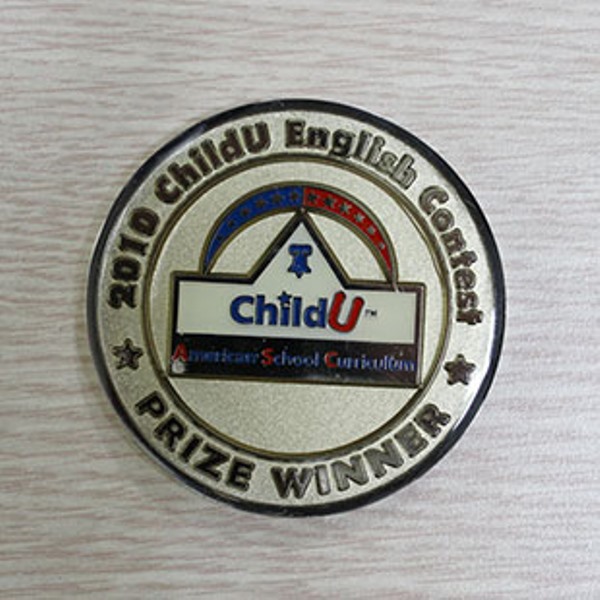 2010 ChildU English Contest
ChildU™
American School Curriculum
PRIZE WINNER